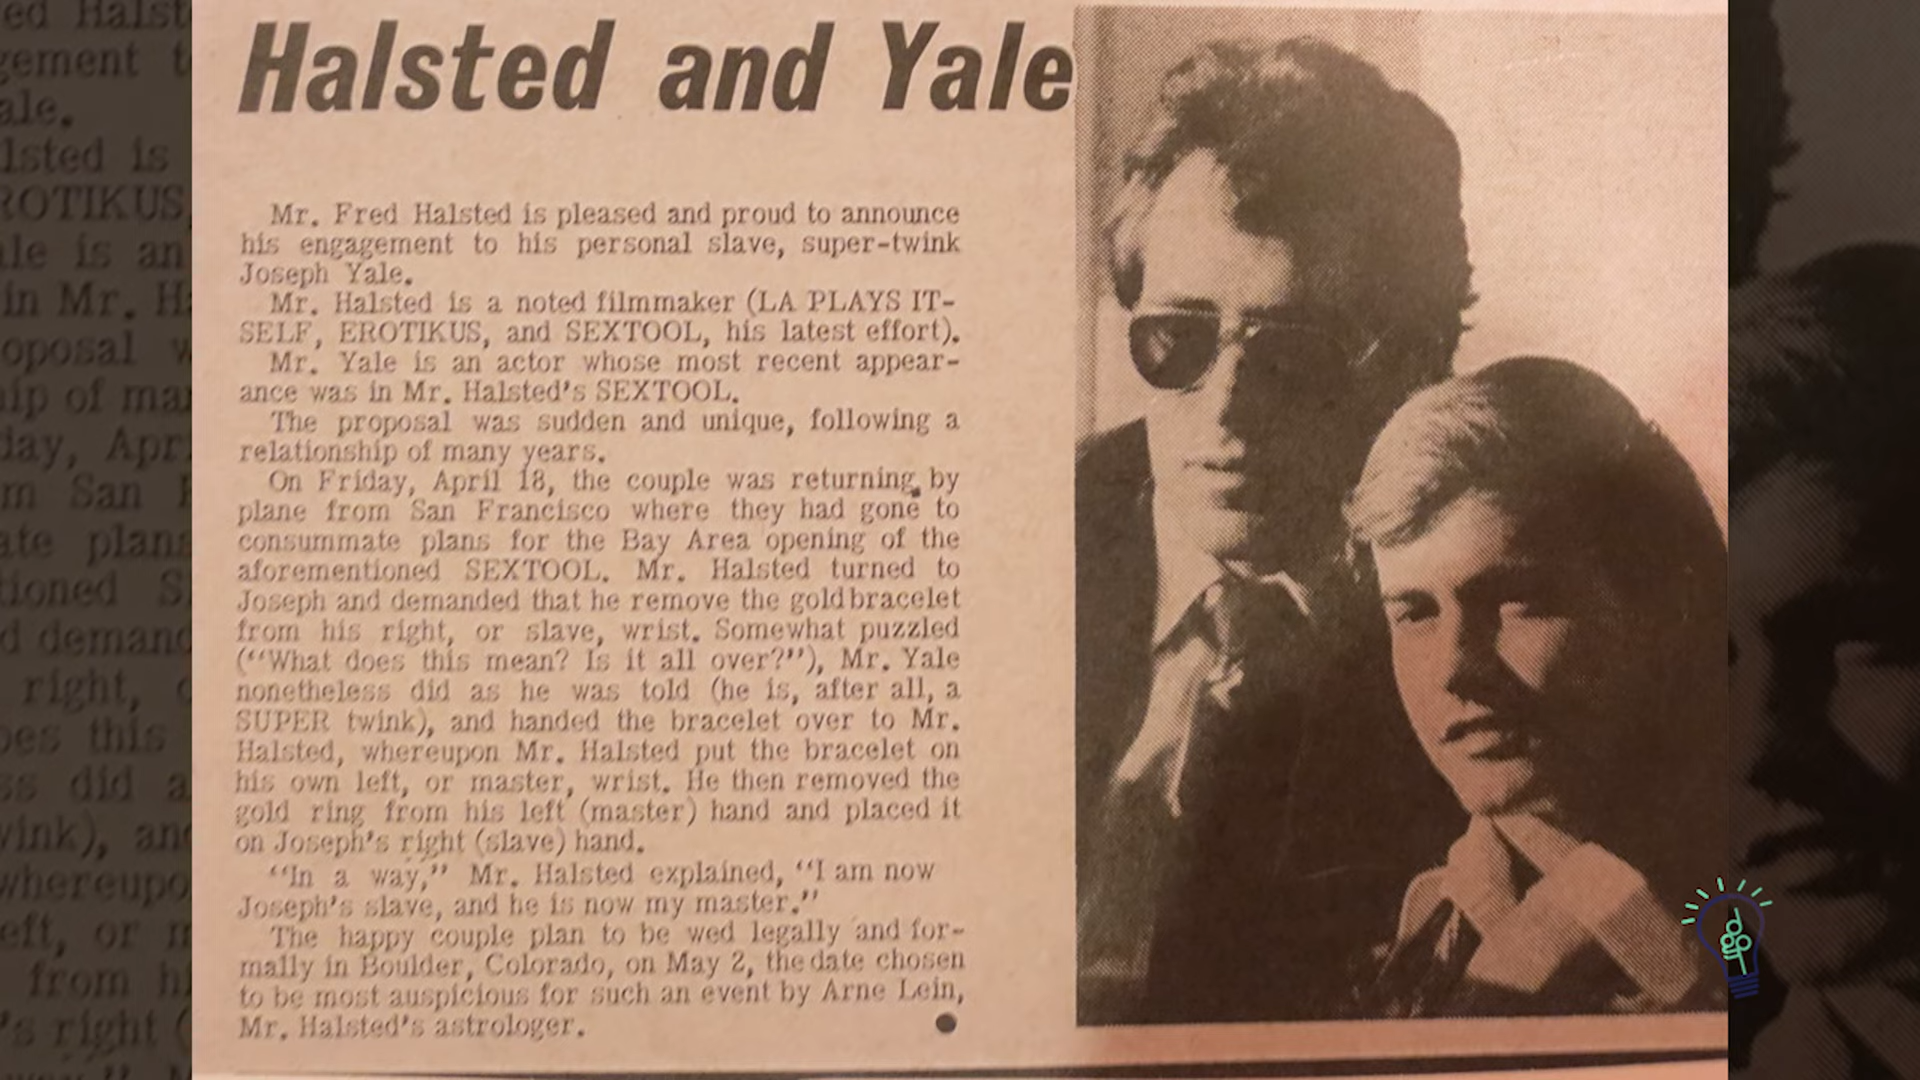 Halsted and Yale
Mr. Fred Halsted is pleased and proud to announce
his engagement to his personal slave, super-twink
Joseph Yale.
Mr. Halsted is a noted filmmaker (LA PLAYS IT-
SELF, EROTIKUS, and SEXTOOL, his latest effort).
Mr. Yale is an actor whose most recent appear-
ance was in Mr. Halsted's SEXTOOL.
The proposal was sudden and unique, following a
relationship of many years.
On Friday, April 18, the couple was returning by
plane from San Francisco where they had gone to
consummate plans for the Bay Area opening of the
aforementioned SEXTOOL. Mr. Halsted turned to
Joseph and demanded that he remove the gold bracelet
from his right, or slave, wrist. Somewhat puzzled
("What does this mean? Is it all over?"), Mr. Yale
nonetheless did as he was told (he is, after all, a
SUPER twink), and handed the bracelet over to Mr.
Halsted, whereupon Mr. Halsted put the bracelet on
his own left, or master, wrist. He then removed the
gold ring from his left (master) hand and placed it
on Joseph's right (slave) hand.
"In a way," Mr. Halsted explained, "I am now
Joseph's slave, and he is now my master."
The happy couple plan to be wed legally and for-
mally in Boulder, Colorado, on May 2, the date chosen
to be most auspicious for such an event by Arne Lein,
Mr. Halsted's astrologer.